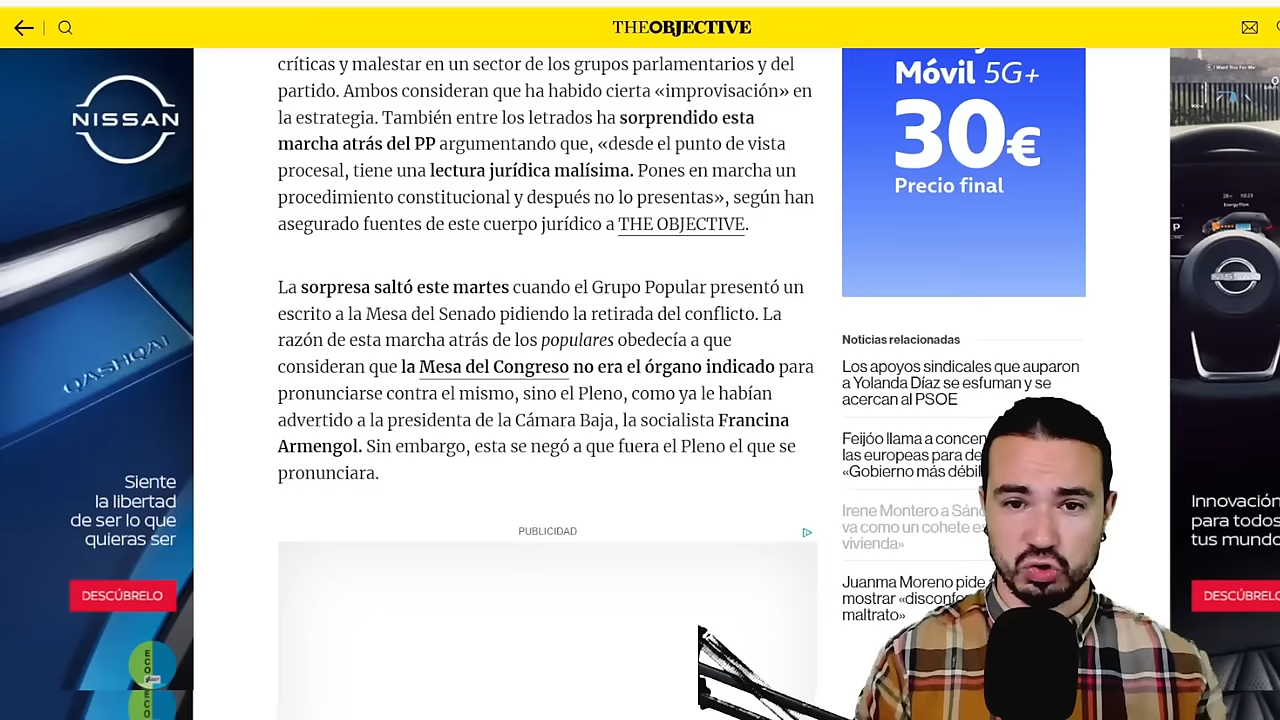 THE OBJECTIVE
NISSAN
QASHQAI
Siente
la libertad
de ser lo que
quieras ser
DESCÚBRELO
críticas y malestar en un sector de los grupos parlamentarios y del
partido. Ambos consideran que ha habido cierta «improvisación» en
la estrategia. También entre los letrados ha sorprendido esta
marcha atrás del PP argumentando que, «desde el punto de vista
procesal, tiene una lectura jurídica malísima. Pones en marcha un
procedimiento constitucional y después no lo presentas», según han
asegurado fuentes de este cuerpo jurídico a THE OBJECTIVE.
La sorpresa saltó este martes cuando el Grupo Popular presentó un
escrito a la Mesa del Senado pidiendo la retirada del conflicto. La
razón de esta marcha atrás de los populares obedecía a que
consideran que la Mesa del Congreso no era el órgano indicado para
pronunciarse contra el mismo, sino el Pleno, como ya le habían
advertido a la presidenta de la Cámara Baja, la socialista Francina
Armengol. Sin embargo, esta se negó a que fuera el Pleno el que se
pronunciara.
PUBLICIDAD
Móvil 5G+
30€
Precio final
Noticias relacionadas
Los apoyos sindicales que auparon
a Yolanda Díaz se esfuman y se
acercan al PSOE
Feijóo llama a concen
las europeas para de
«Gobierno más débil
Irene Montero a Sánc
va como un cohete es
vivienda»
Juanma Moreno pide
mostrar «disconfo
maltrato»
Innovación
para todos
tus mundo
DESCÚBRELO